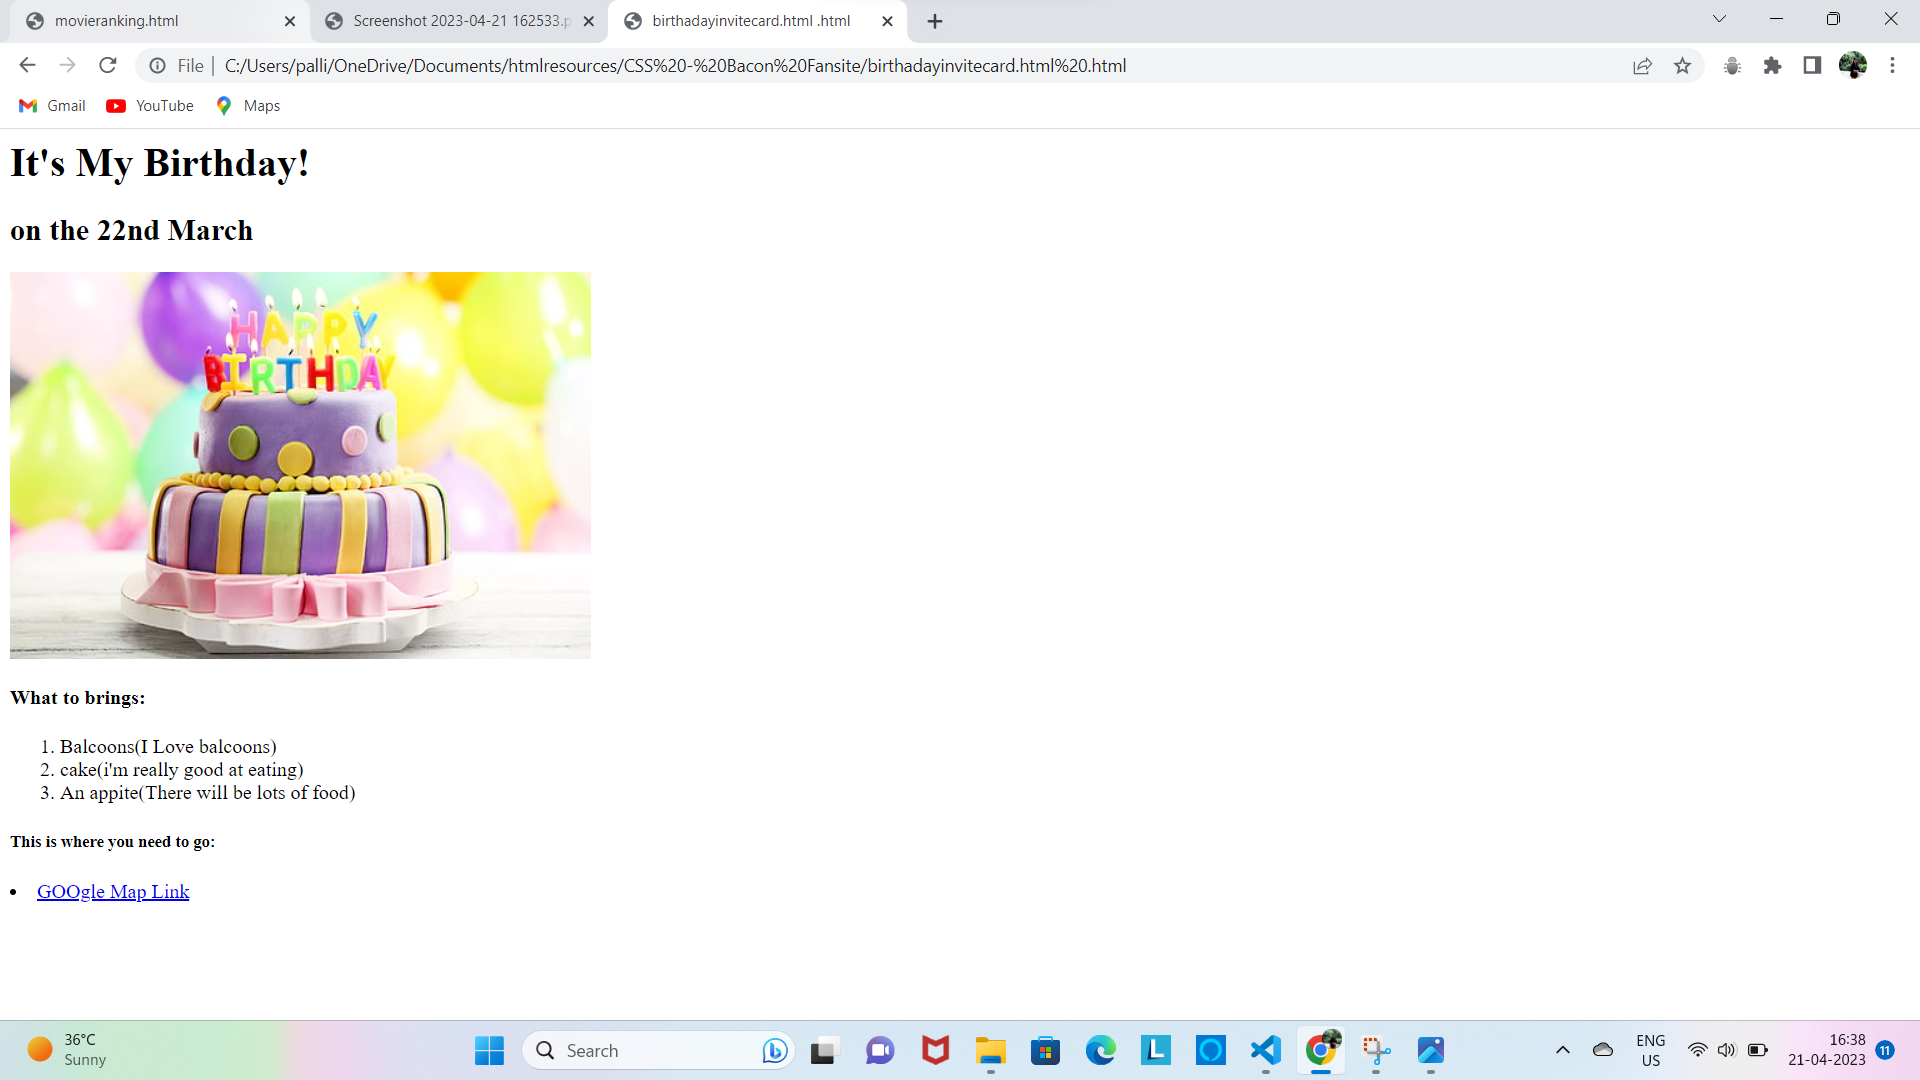 movieranking.html
Screenshot 2023-04-21 162533.p
birthadayinvitecard.html .html
File
C:/Users/palli/OneDrive/Documents/htmlresources/CSS%20-%20Bacon%20Fansite/birthadayinvitecard.html%20.html
Gmail
YouTube
Maps
It's My Birthday!
on the 22nd March
HAPPY
BIRTHDAY
What to brings:
1. Balcoons(I Love balcoons)
2. cake(i'm really good at eating)
3. An appite(There will be lots of food)
This is where you need to go:
• GOOgle Map Link
36°C
Sunny
Search
L
ENG
US
16:38
21-04-2023
11